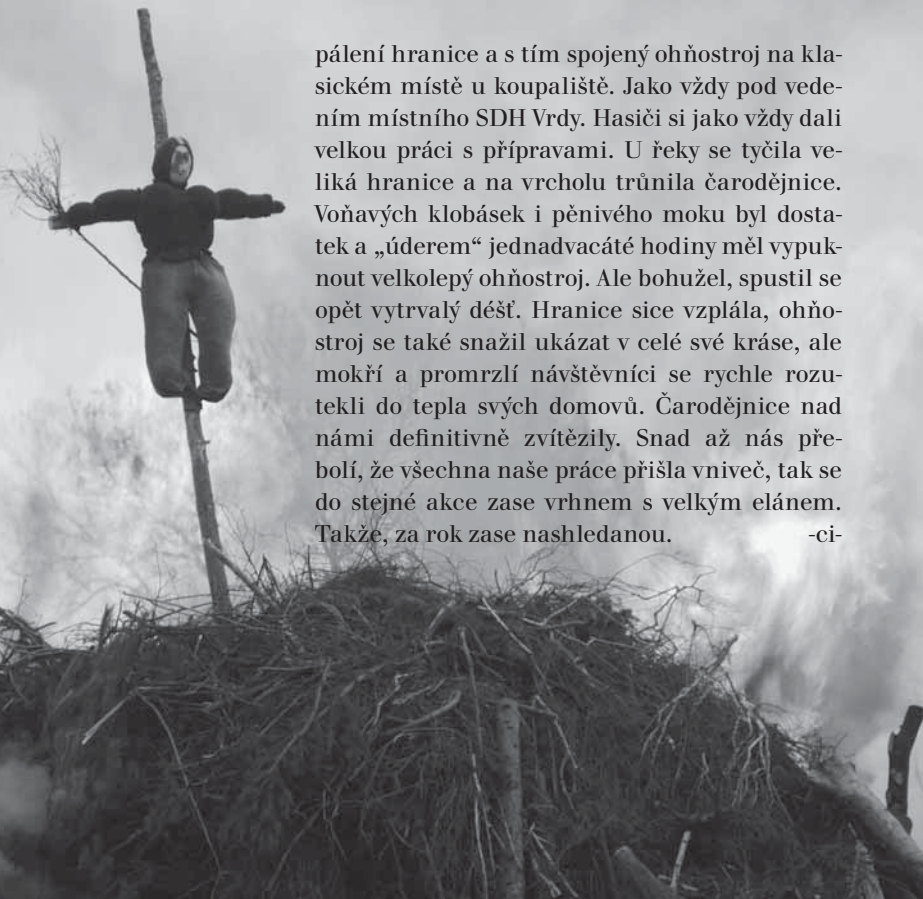 pálení hranice a s tím spojený ohňostroj na kla-
sickém místě u koupaliště. Jako vždy pod vede-
ním místního SDH Vrdy. Hasiči si jako vždy dali
velkou práci s přípravami. U řeky se tyčila ve-
liká hranice a na vrcholu trůnila čarodějnice.
Voňavých klobásek i pěnivého moku byl dosta-
tek a „úderem“ jednadvacáté hodiny měl vypuk-
nout velkolepý ohňostroj. Ale bohužel, spustil se
opět vytrvalý déšť. Hranice sice vzplála, ohňo-
stroj se také snažil ukázat v celé své kráse, ale
mokří a promrzlí návštěvníci se rychle rozu-
tekli do tepla svých domovů. Čarodějnice nad
námi definitivně zvítězily. Snad až nás pře-
bolí, že všechna naše práce přišla vniveč, tak se
do stejné akce zase vrhnem s velkým elánem.
Takže, za rok zase nashledanou. -ci-